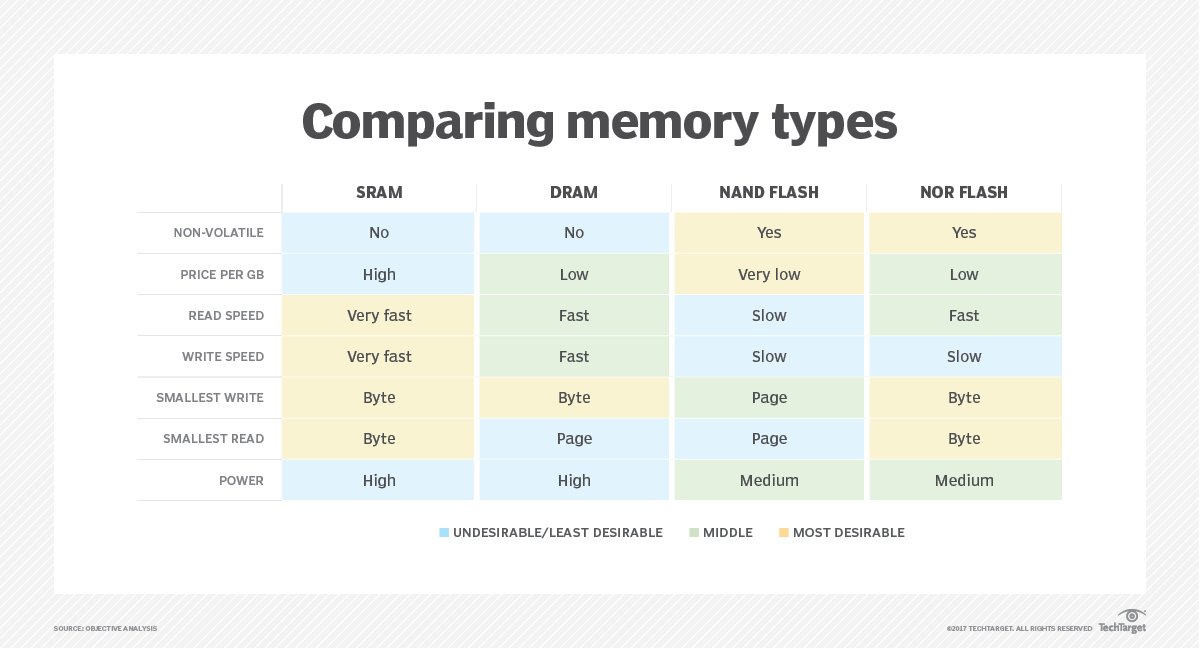 Comparing memory types
SRAM DRAM NAND FLASH NOR FLASH
NON-VOLATILE No No Yes Yes
PRICE PER GB High Low Very low Low
READ SPEED Very fast Fast Slow Fast
WRITE SPEED Very fast Fast Slow Slow
SMALLEST WRITE Byte Byte Page Byte
SMALLEST READ Byte Page Page Byte
POWER High High Medium Medium
UNDESIRABLE/LEAST DESIRABLE MIDDLE MOST DESIRABLE
SOURCE: OBJECTIVE ANALYSIS ©2017 TECHTARGET. ALL RIGHTS RESERVED TechTarget